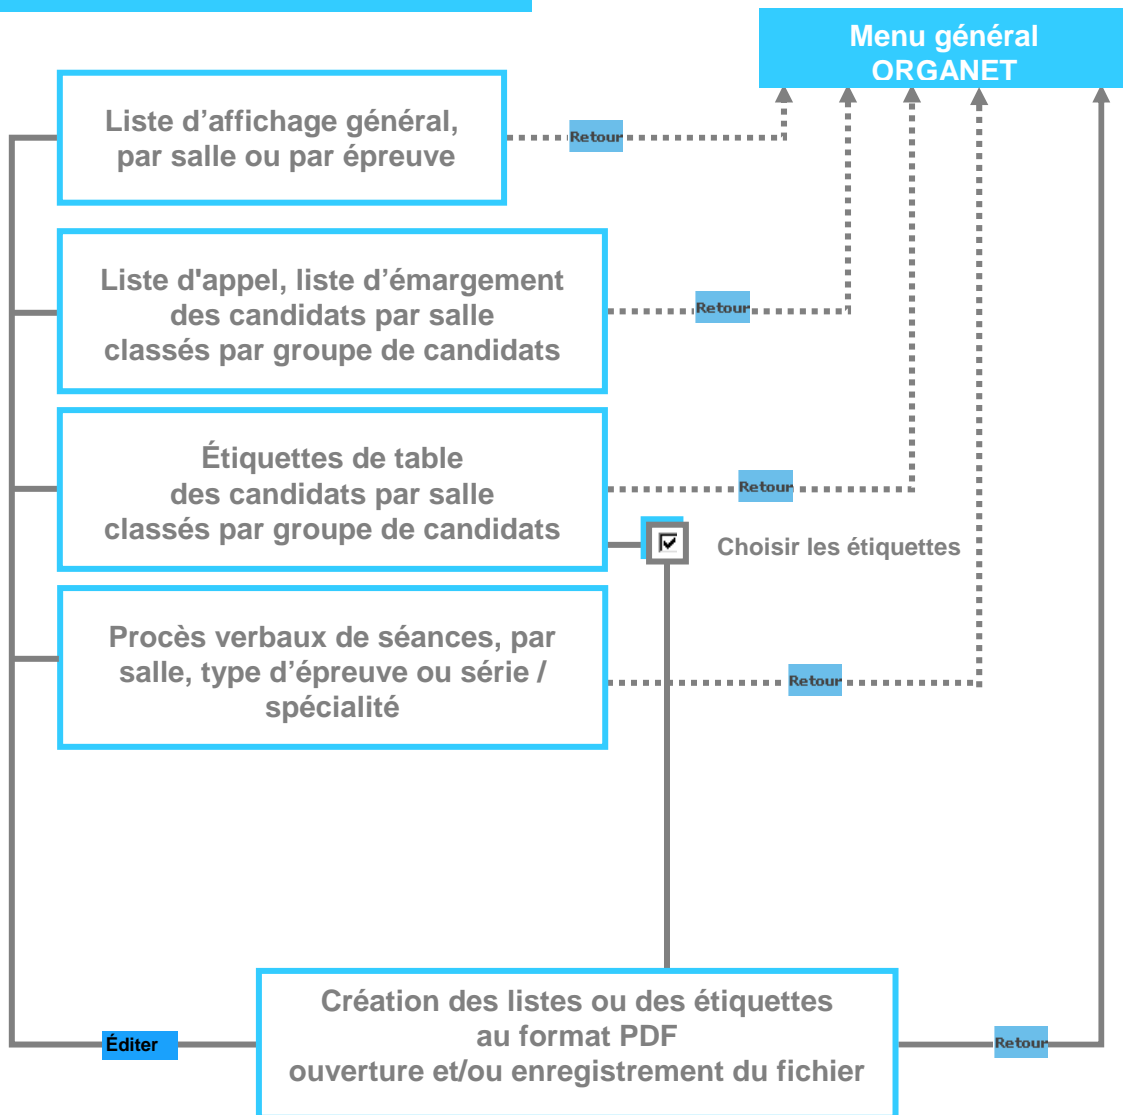 Menu général
ORGANET
Liste d’affichage général,
par salle ou par épreuve
Retour
Liste d'appel, liste d’émargement
des candidats par salle
classés par groupe de candidats
Retour
Étiquettes de table
des candidats par salle
classés par groupe de candidats
Retour
Choisir les étiquettes
Procès verbaux de séances, par
salle, type d’épreuve ou série /
spécialité
Retour
Création des listes ou des étiquettes
au format PDF
ouverture et/ou enregistrement du fichier
Éditer
Retour